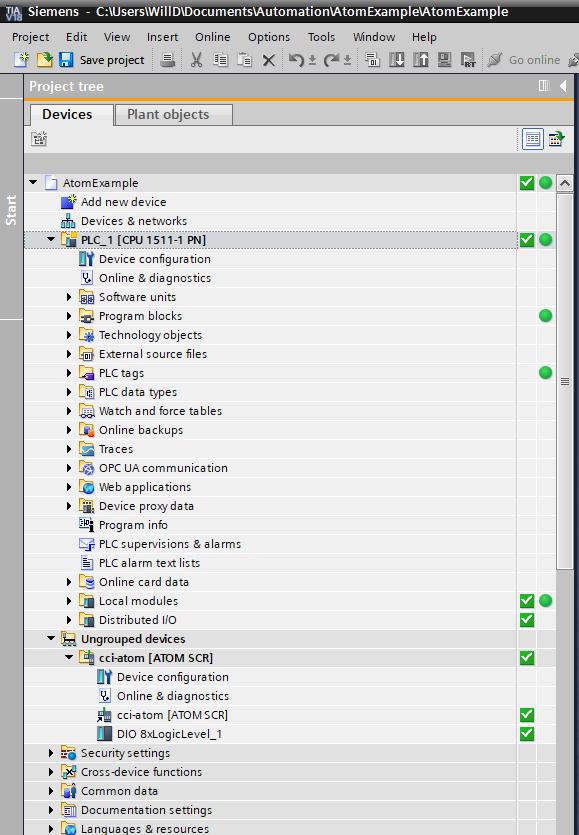 TIA V18 Siemens - C:\Users\WillD\Documents\Automation\AtomExample\AtomExample
Project Edit View Insert Online Options Tools Window Help
Save project RT Go online
Project tree
Devices Plant objects
Start
AtomExample
Add new device
Devices & networks
PLC_1 [CPU 1511-1 PN]
Device configuration
Online & diagnostics
Software units
Program blocks
Technology objects
External source files
PLC tags
PLC data types
Watch and force tables
Online backups
Traces
OPC UA communication
Web applications
Device proxy data
Program info
PLC supervisions & alarms
PLC alarm text lists
Online card data
Local modules
Distributed I/O
Ungrouped devices
cci-atom [ATOM SCR]
Device configuration
Online & diagnostics
cci-atom [ATOM SCR]
DIO 8xLogicLevel_1
Security settings
Cross-device functions
Common data
Documentation settings
Languages & resources